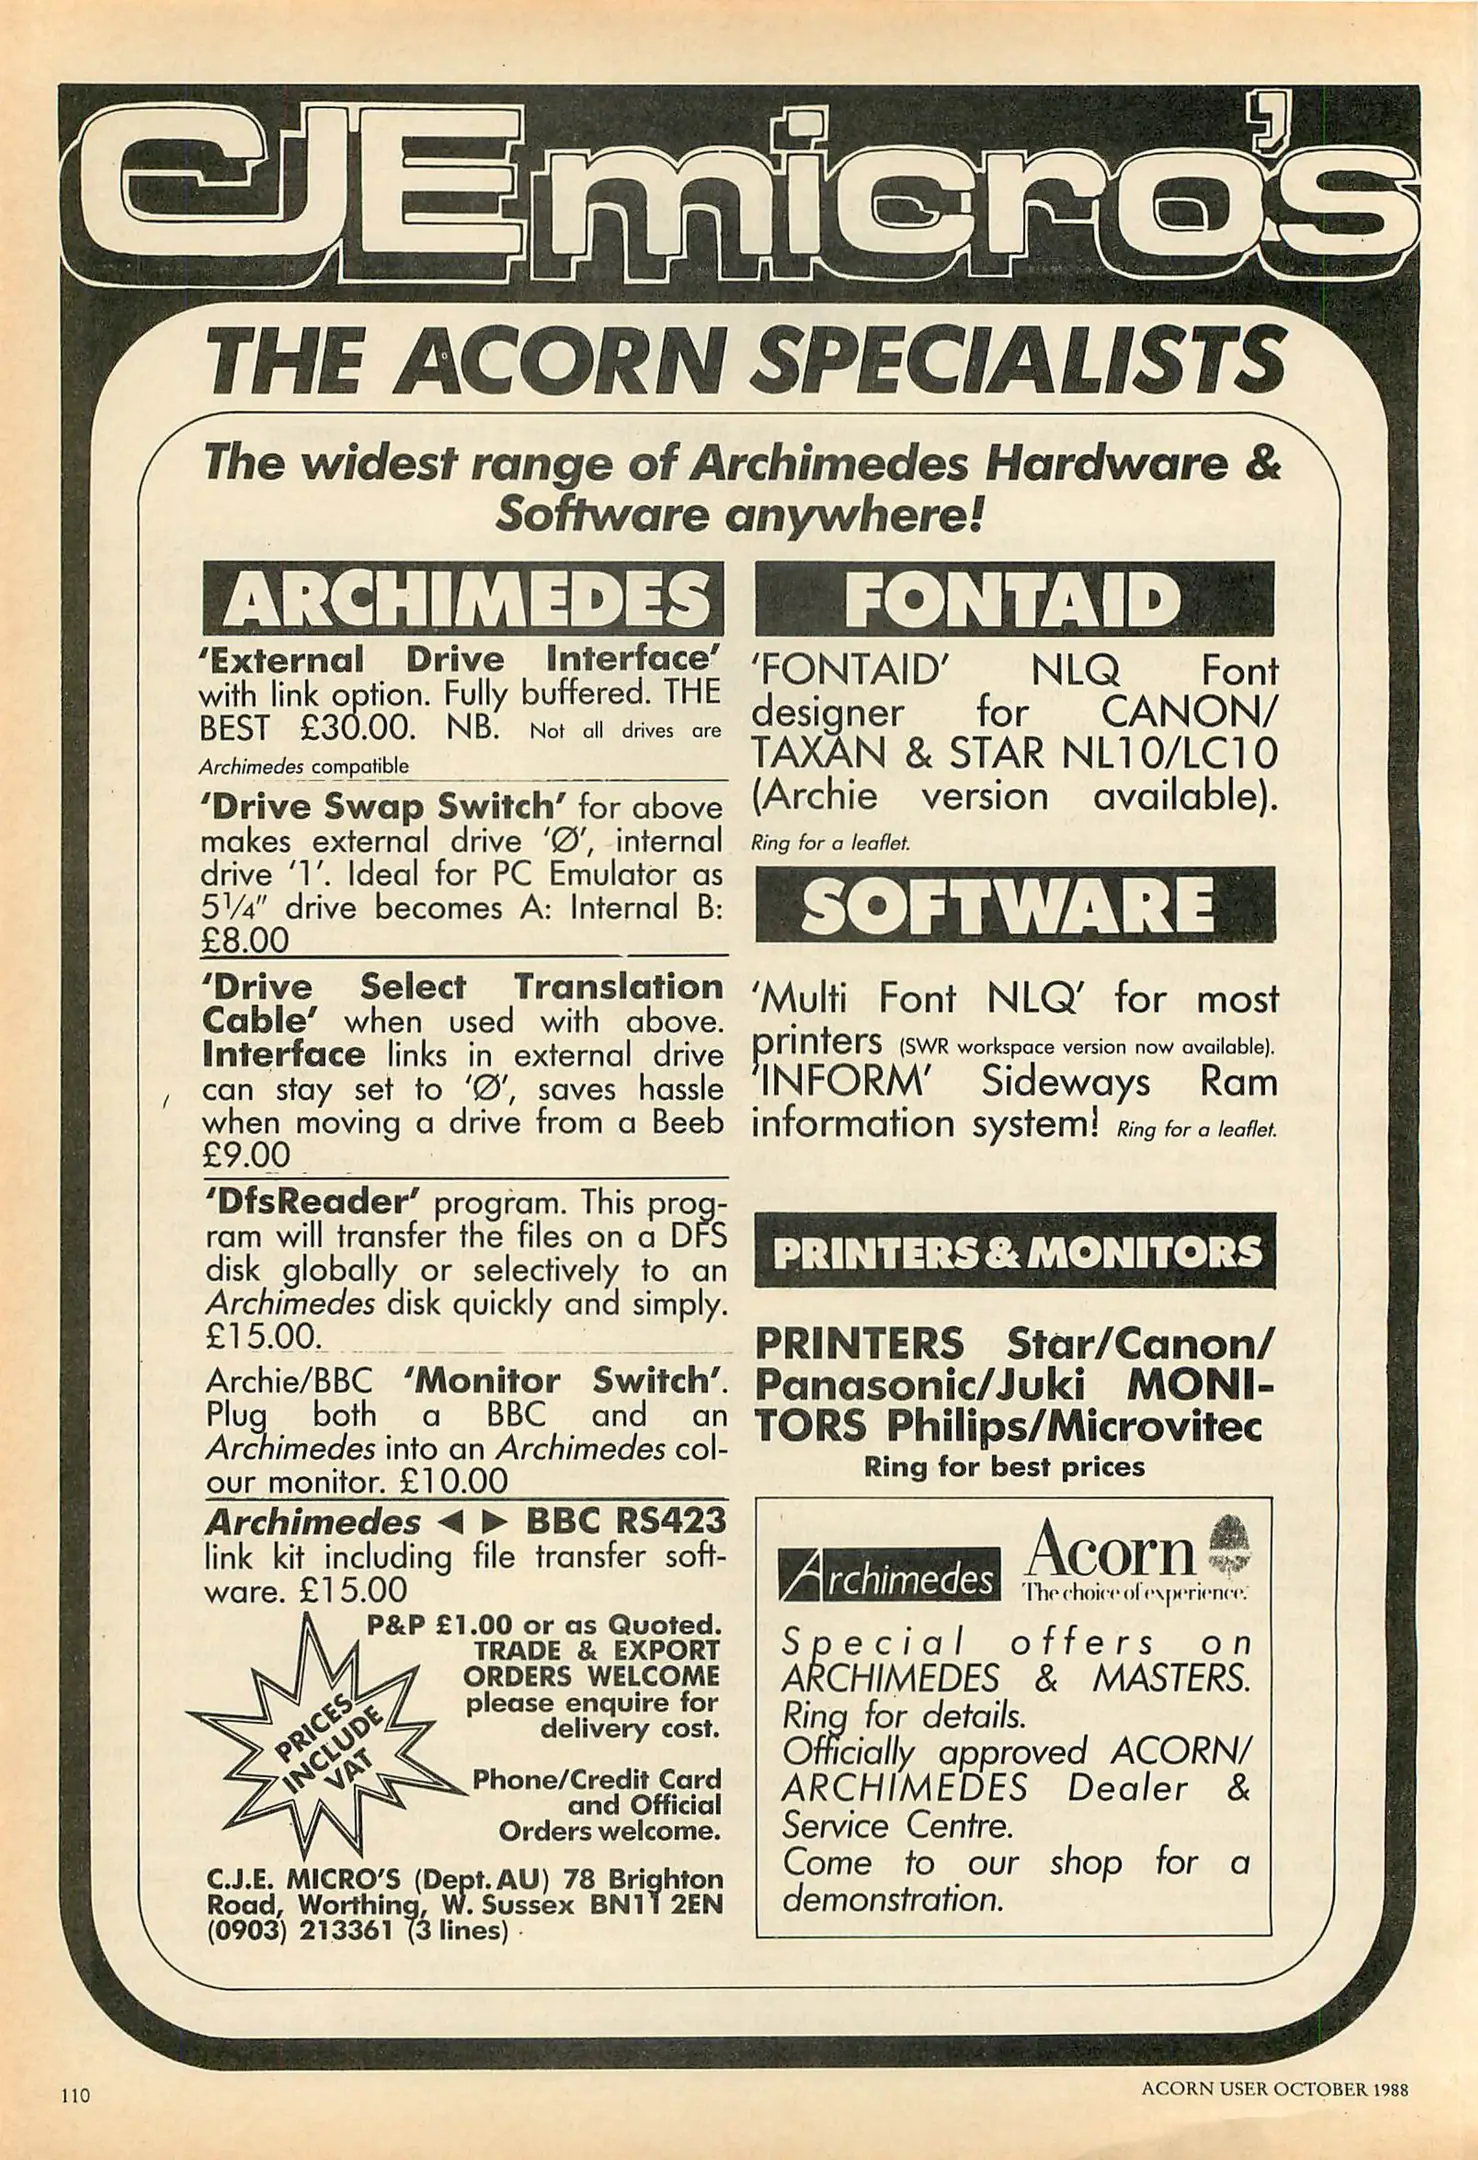 CJE micro's
THE ACORN SPECIALISTS
The widest range of Archimedes Hardware &
Software anywhere!
ARCHIMEDES
'External Drive Interface'
with link option. Fully buffered. THE
BEST £30.00. NB. Not all drives are
Archimedes compatible
'Drive Swap Switch' for above
makes external drive 'Ø', internal
drive '1'. Ideal for PC Emulator as
5¼" drive becomes A: Internal B:
£8.00
'Drive Select Translation
Cable' when used with above.
Interface links in external drive
can stay set to 'Ø', saves hassle
when moving a drive from a Beeb
£9.00
'DfsReader' program. This prog-
ram will transfer the files on a DFS
disk globally or selectively to an
Archimedes disk quickly and simply.
£15.00.
Archie/BBC 'Monitor Switch'.
Plug both a BBC and an
Archimedes into an Archimedes col-
our monitor. £10.00
Archimedes ◄ ► BBC RS423
link kit including file transfer soft-
ware. £15.00
P&P £1.00 or as Quoted.
TRADE & EXPORT
ORDERS WELCOME
please enquire for
delivery cost.
PRICES
INCLUDE
VAT
Phone/Credit Card
and Official
Orders welcome.
C.J.E. MICRO'S (Dept. AU) 78 Brighton
Road, Worthing, W. Sussex BN11 2EN
(0903) 213361 (3 lines)
FONTAID
'FONTAID' NLQ Font
designer for CANON/
TAXAN & STAR NL10/LC10
(Archie version available).
Ring for a leaflet.
SOFTWARE
'Multi Font NLQ' for most
printers (SWR workspace version now available).
'INFORM' Sideways Ram
information system! Ring for a leaflet.
PRINTERS & MONITORS
PRINTERS Star/Canon/
Panasonic/Juki MONI-
TORS Philips/Microvitec
Ring for best prices
Archimedes
Acorn
The choice of experience.
Special offers on
ARCHIMEDES & MASTERS.
Ring for details.
Officially approved ACORN/
ARCHIMEDES Dealer &
Service Centre.
Come to our shop for a
demonstration.
110
ACORN USER OCTOBER 1988